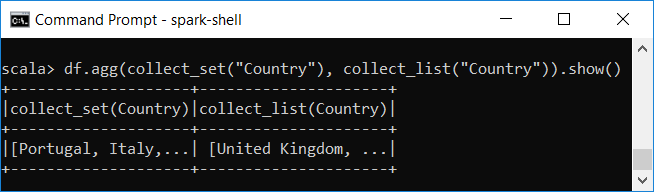 Command Prompt - spark-shell
scala> df.agg(collect_set("Country"), collect_list("Country")).show()
+--------------------+---------------------+
|collect_set(Country)|collect_list(Country)|
+--------------------+---------------------+
|[Portugal, Italy,...| [United Kingdom, ...|
+--------------------+---------------------+